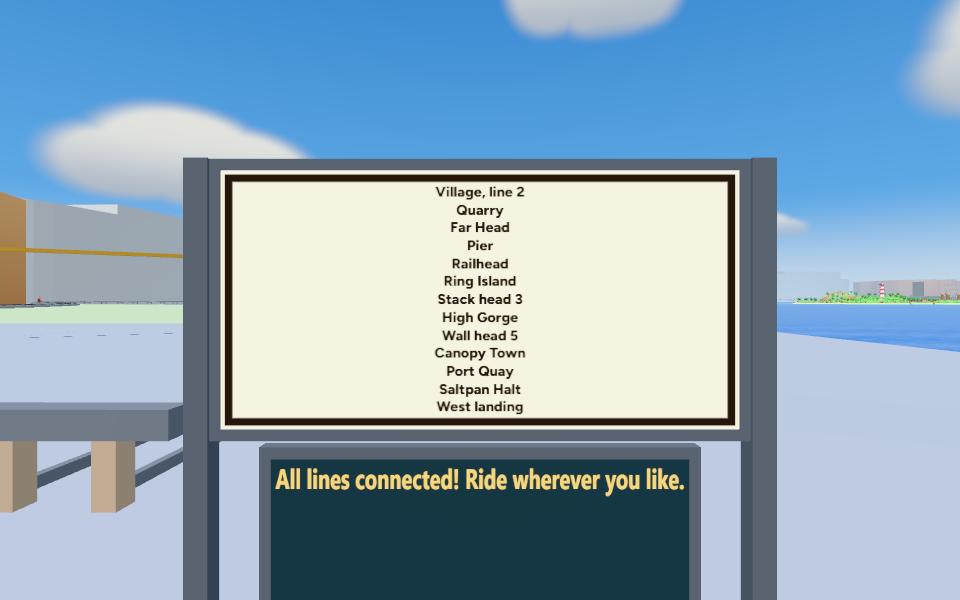 Village, line 2
Quarry
Far Head
Pier
Railhead
Ring Island
Stack head 3
High Gorge
Wall head 5
Canopy Town
Port Quay
Saltpan Halt
West landing
All lines connected! Ride wherever you like.